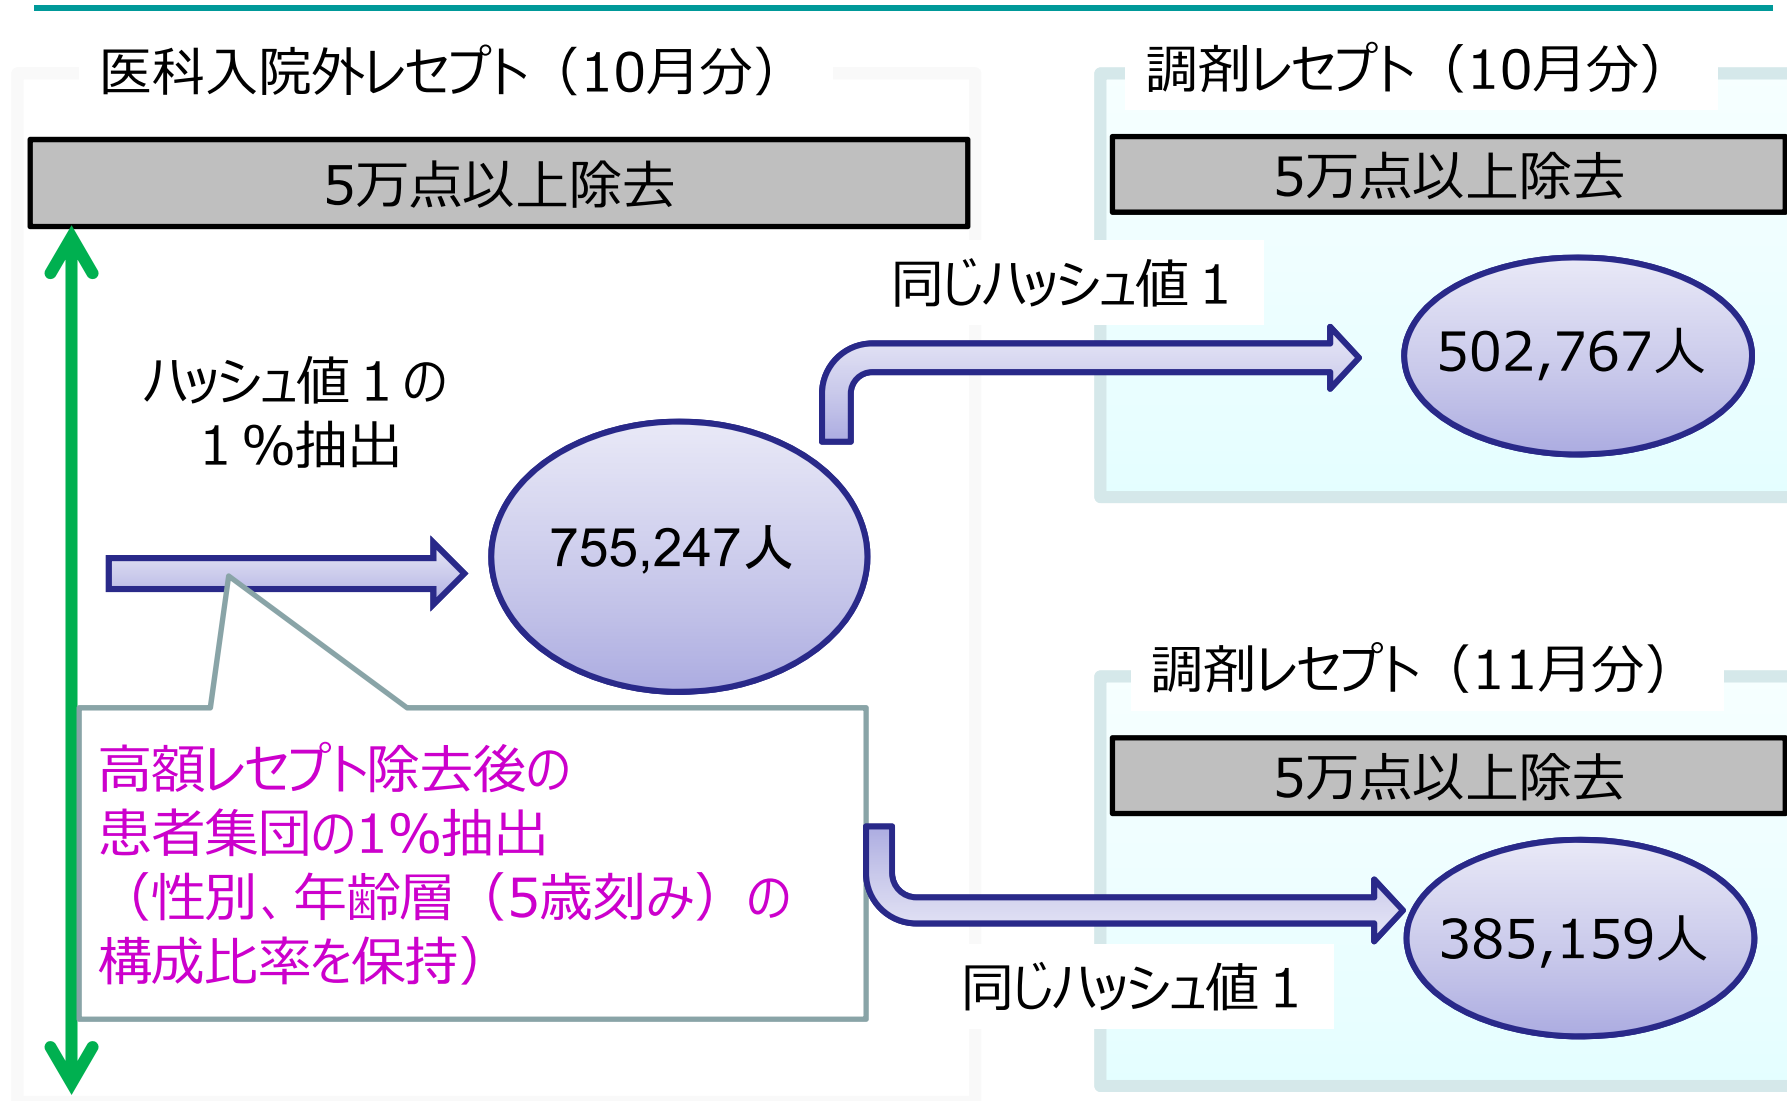 医科入院外レセプト（10月分）
5万点以上除去
ハッシュ値１の
１%抽出
755,247人
高額レセプト除去後の
患者集団の1%抽出
（性別、年齢層（5歳刻み）の
構成比率を保持）
同じハッシュ値１
調剤レセプト（10月分）
5万点以上除去
502,767人
同じハッシュ値１
調剤レセプト（11月分）
5万点以上除去
385,159人